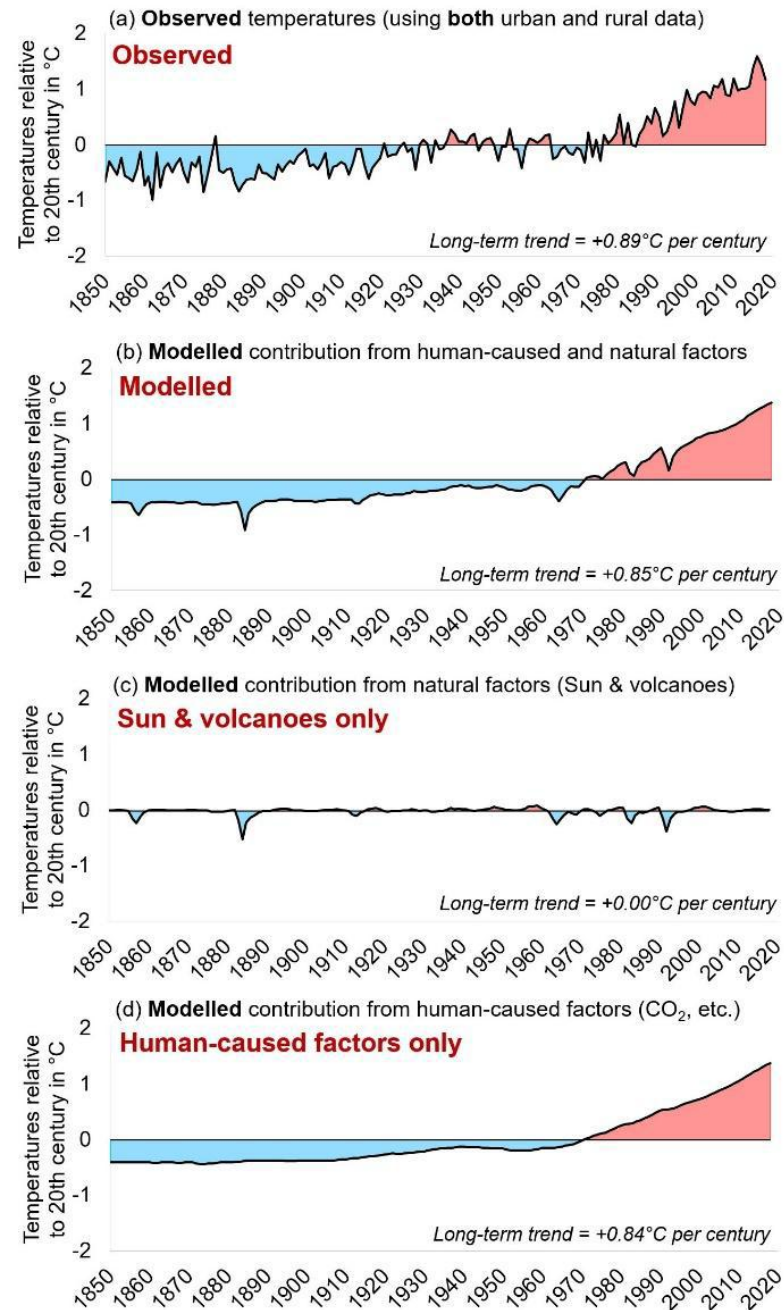 (a) Observed temperatures (using both urban and rural data)
Observed
Temperatures relative
to 20th century in °C
2
1
0
-1
-2
Long-term trend = +0.89°C per century
1850 1860 1870 1880 1890 1900 1910 1920 1930 1940 1950 1960 1970 1980 1990 2000 2010 2020
(b) Modelled contribution from human-caused and natural factors
Modelled
Temperatures relative
to 20th century in °C
2
1
0
-1
-2
Long-term trend = +0.85°C per century
1850 1860 1870 1880 1890 1900 1910 1920 1930 1940 1950 1960 1970 1980 1990 2000 2010 2020
(c) Modelled contribution from natural factors (Sun & volcanoes)
Sun & volcanoes only
Temperatures relative
to 20th century in °C
2
1
0
-1
-2
Long-term trend = +0.00°C per century
1850 1860 1870 1880 1890 1900 1910 1920 1930 1940 1950 1960 1970 1980 1990 2000 2010 2020
(d) Modelled contribution from human-caused factors (CO₂, etc.)
Human-caused factors only
Temperatures relative
to 20th century in °C
2
1
0
-1
-2
Long-term trend = +0.84°C per century
1850 1860 1870 1880 1890 1900 1910 1920 1930 1940 1950 1960 1970 1980 1990 2000 2010 2020